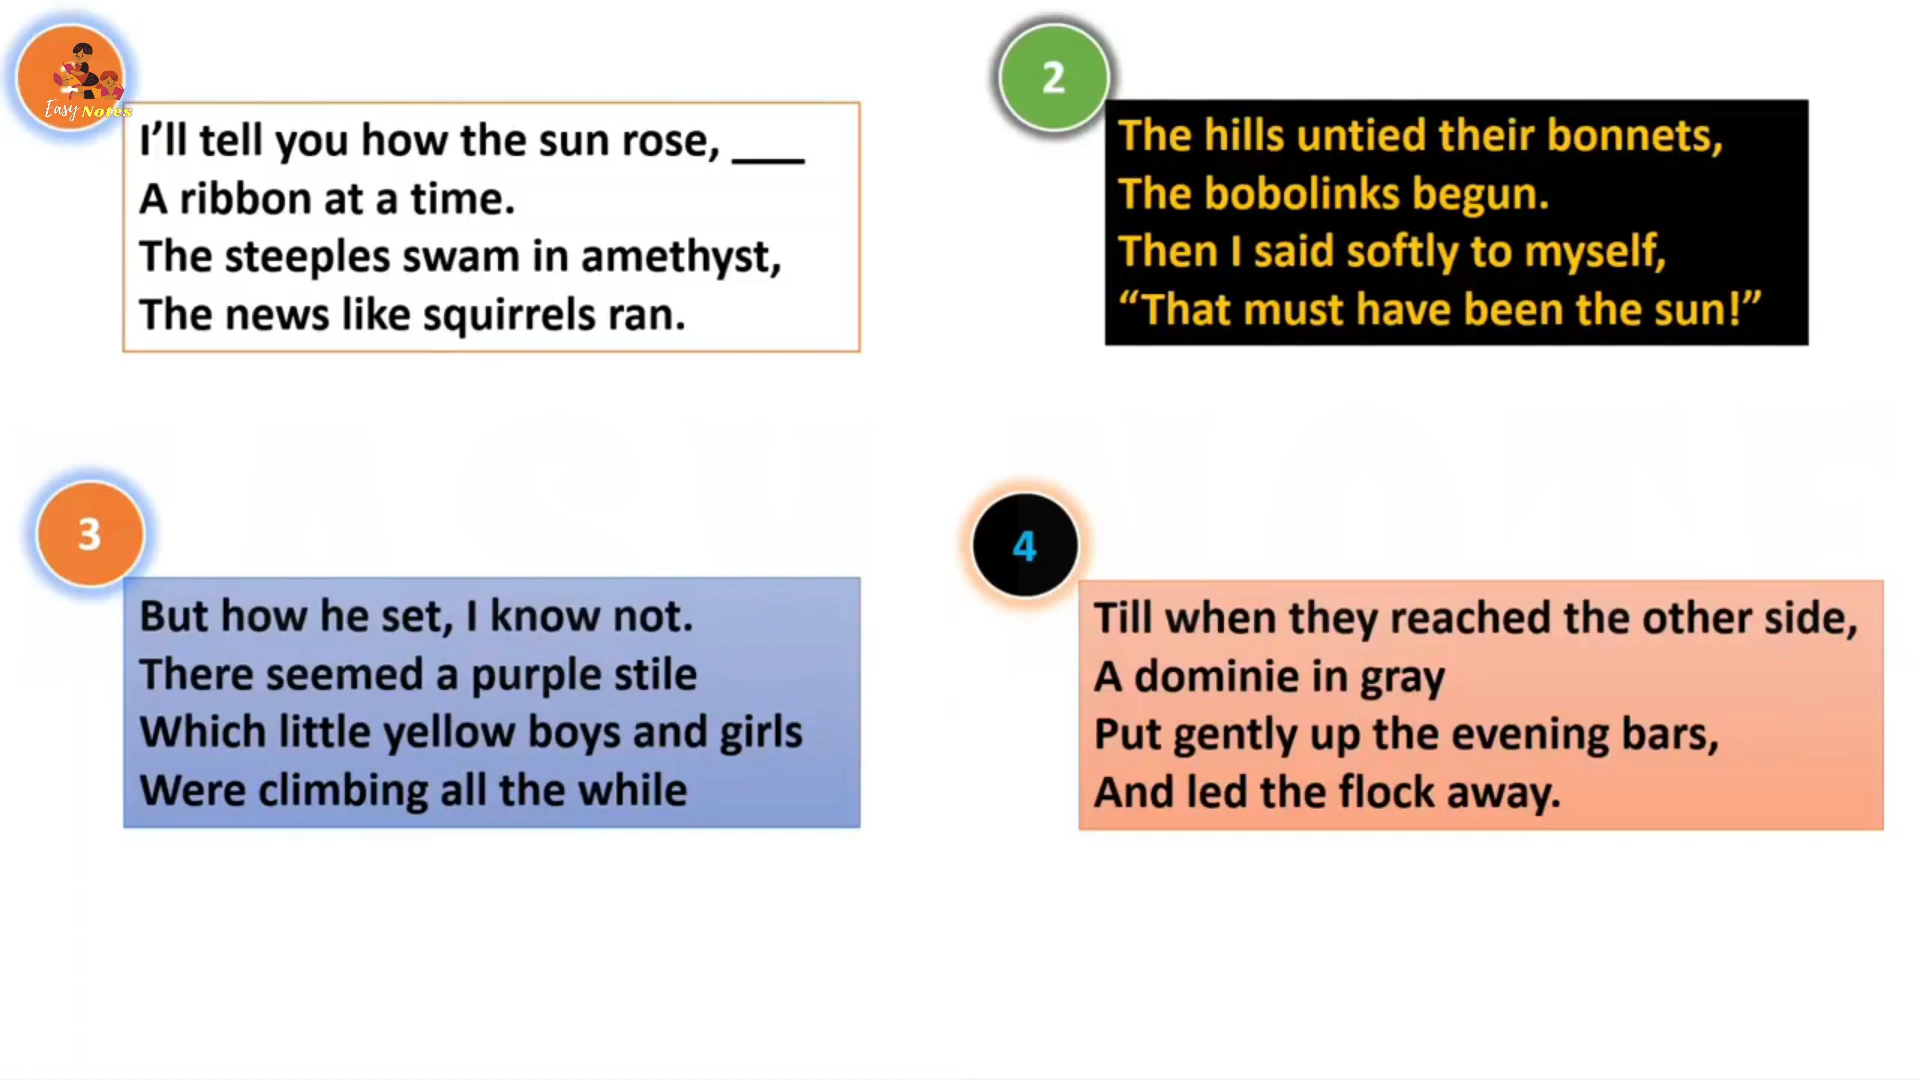 Easy Notes
I’ll tell you how the sun rose, ___
A ribbon at a time.
The steeples swam in amethyst,
The news like squirrels ran.
2
The hills untied their bonnets,
The bobolinks begun.
Then I said softly to myself,
“That must have been the sun!”
3
But how he set, I know not.
There seemed a purple stile
Which little yellow boys and girls
Were climbing all the while
4
Till when they reached the other side,
A dominie in gray
Put gently up the evening bars,
And led the flock away.